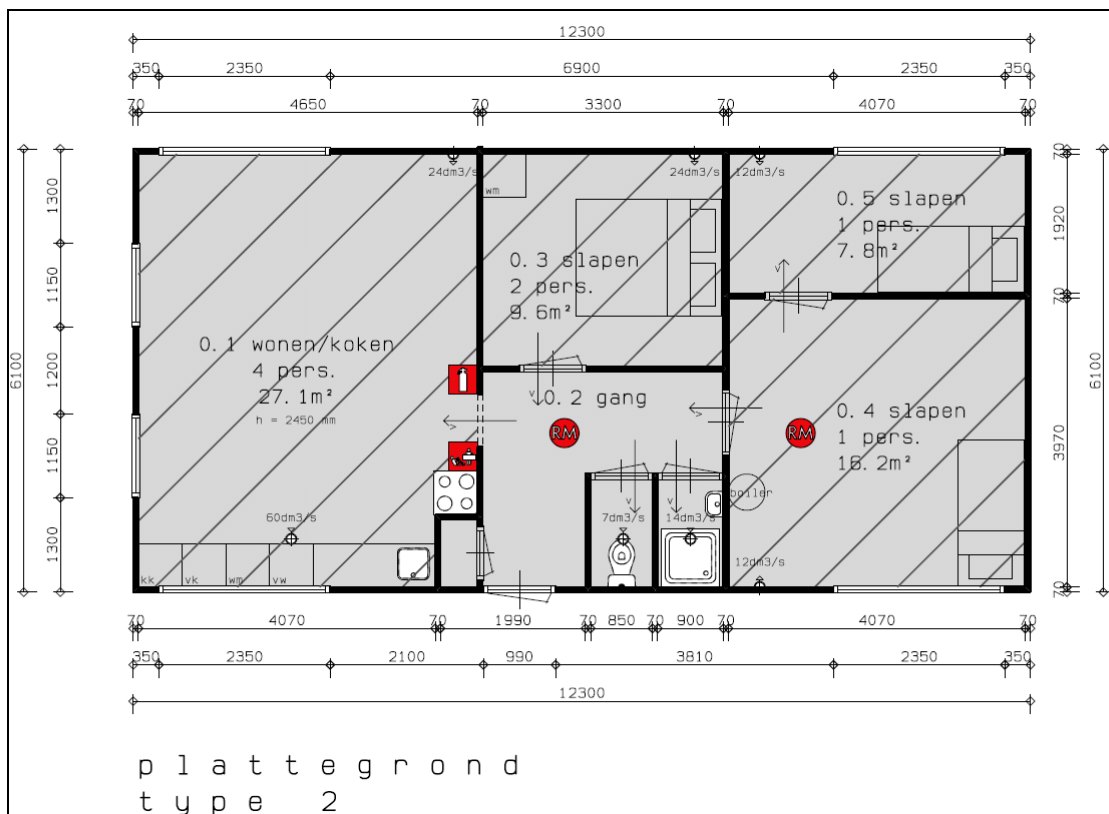 12300
350 2350 6900 2350 350
70 4650 70 3300 70 4070 70
6100
1300
1150
1200
1150
1300
24dm3/s 24dm3/s 12dm3/s
wm
0.5 slapen
1 pers.
7.8m²
0.3 slapen
2 pers.
9.6m²
0.1 wonen/koken
4 pers.
27.1m²
h = 2450 mm
v
v
v
v
v
v
0.2 gang
RM
RM
0.4 slapen
1 pers.
16.2m²
boiler
60dm3/s 7dm3/s 14dm3/s
12dm3/s
kk vk wm vw
70
1920
70
3970
70
6100
70 4070 70 1990 70 850 70 900 70 4070 70
350 2350 2100 990 3810 2350 350
12300
plattegrond
type 2